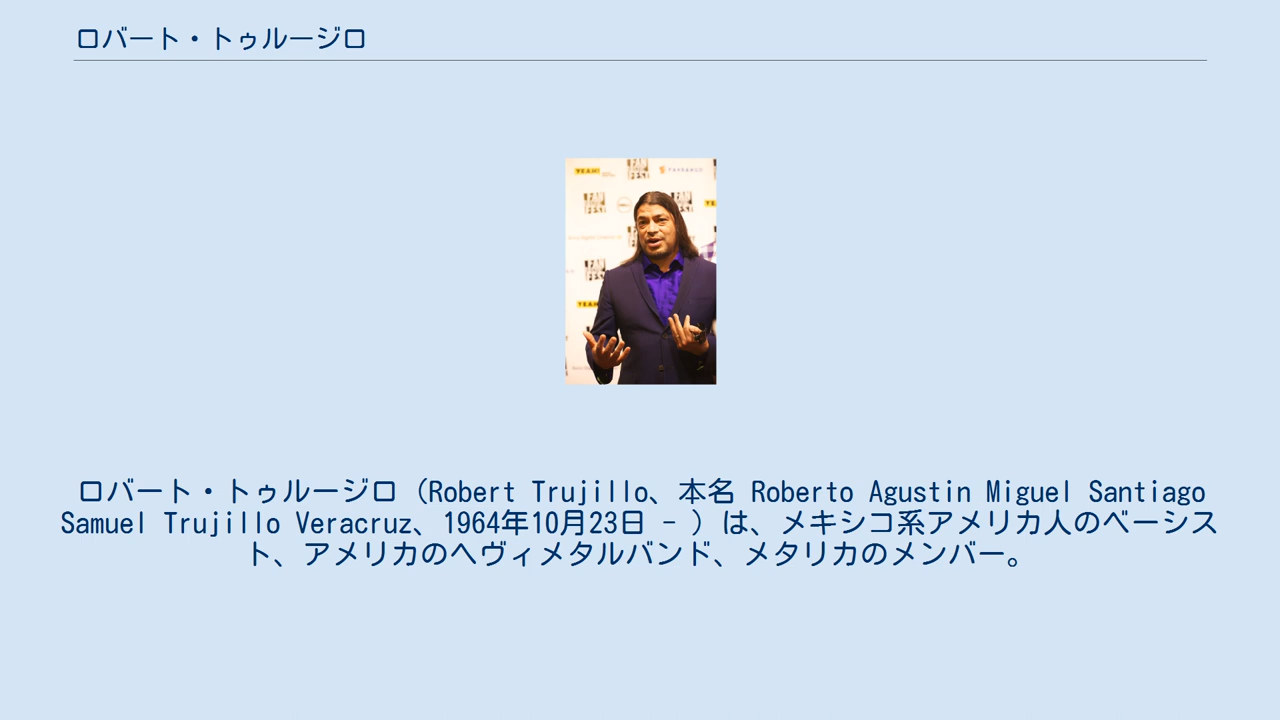 ロバート・トゥルージロ
YEAH!
FANDANGO
YEAH!
ロバート・トゥルージロ（Robert Trujillo、本名 Roberto Agustin Miguel Santiago
Samuel Trujillo Veracruz、1964年10月23日 - ）は、メキシコ系アメリカ人のベーシス
ト、アメリカのヘヴィメタルバンド、メタリカのメンバー。